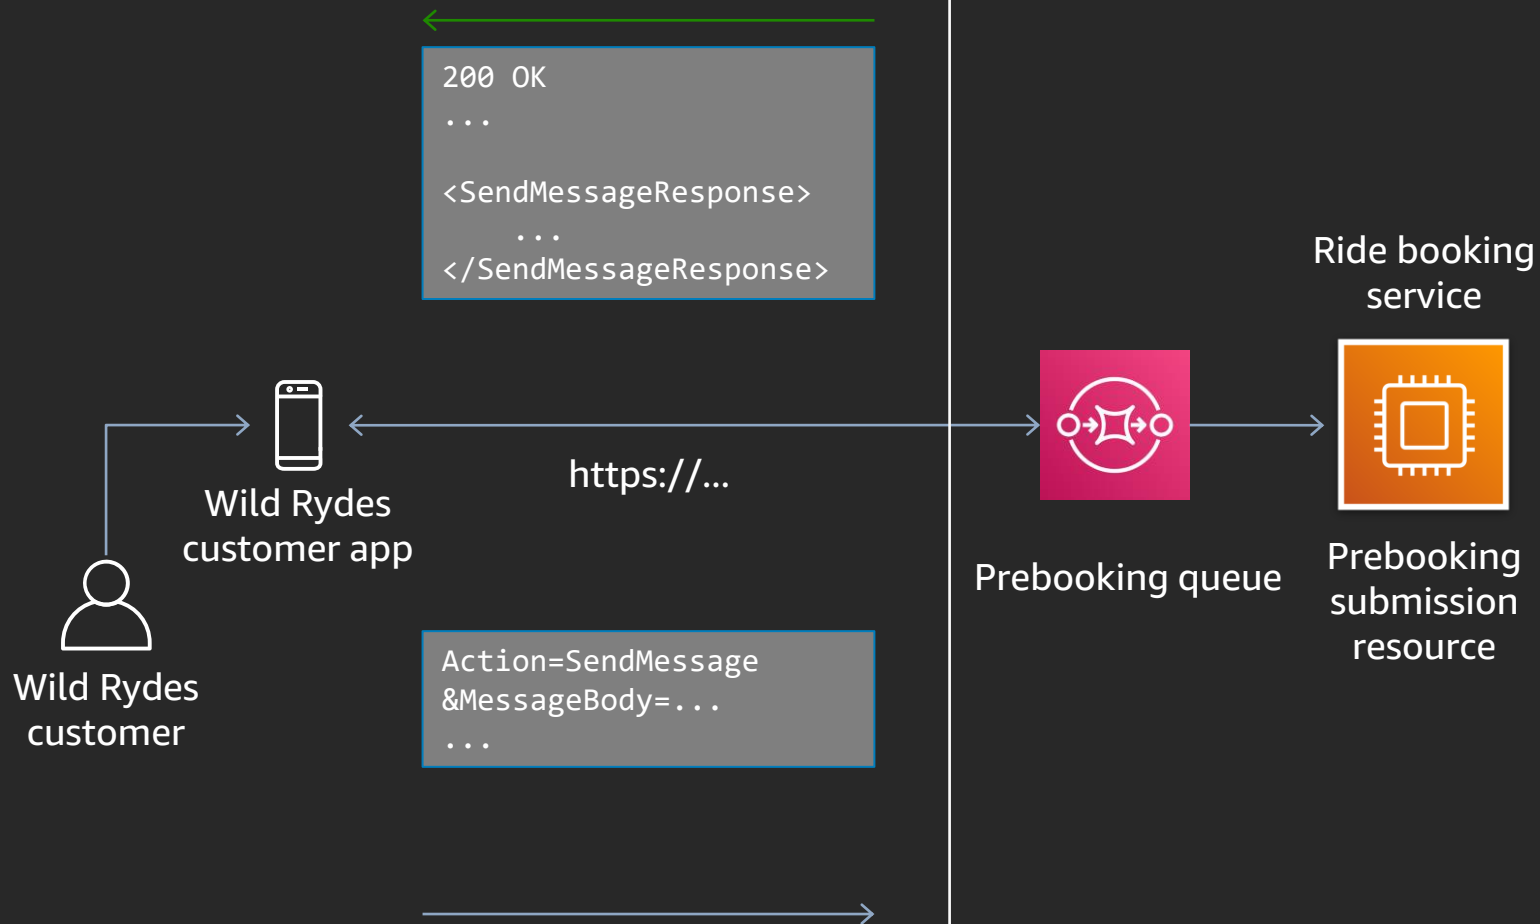 200 OK
...
<SendMessageResponse>
...
</SendMessageResponse>
Ride booking
service
https://...
Wild Rydes
customer app
Prebooking queue
Prebooking
submission
resource
Action=SendMessage
&MessageBody=...
...
Wild Rydes
customer